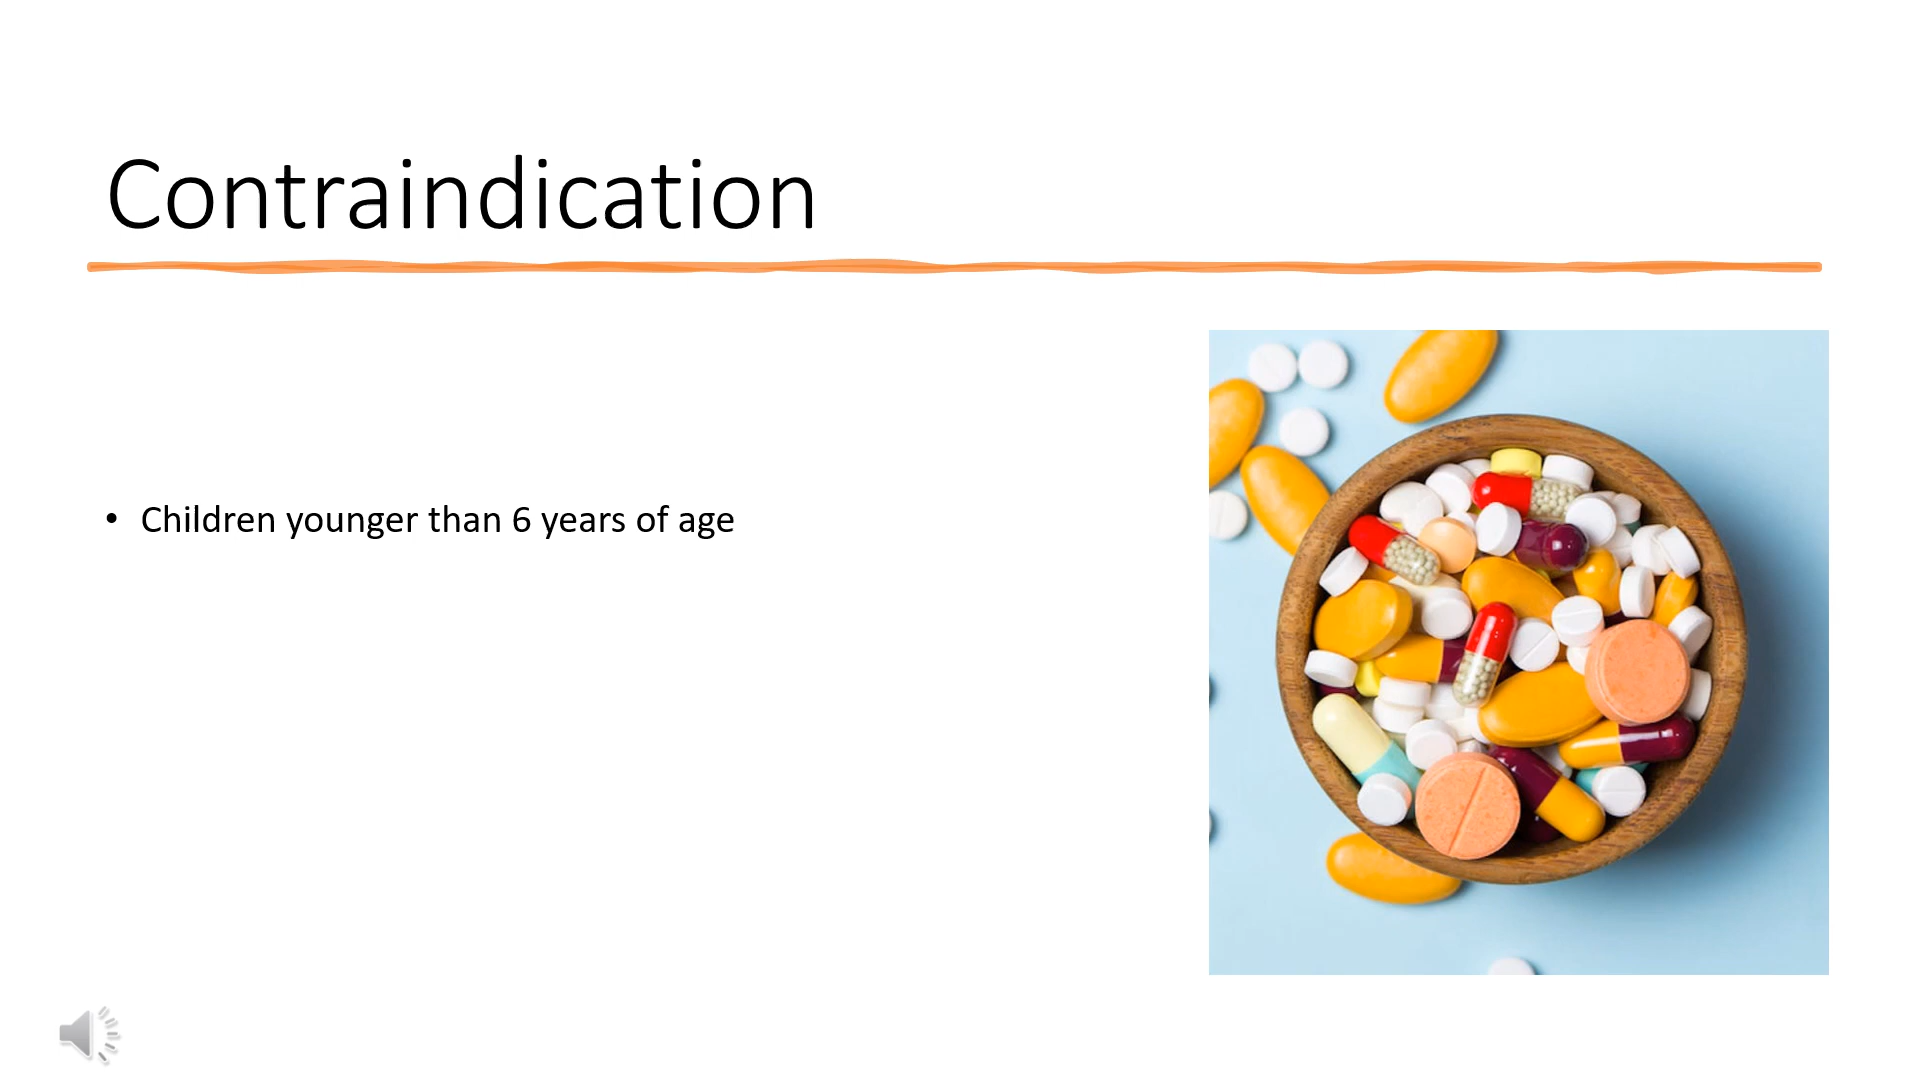 Contraindication
• Children younger than 6 years of age